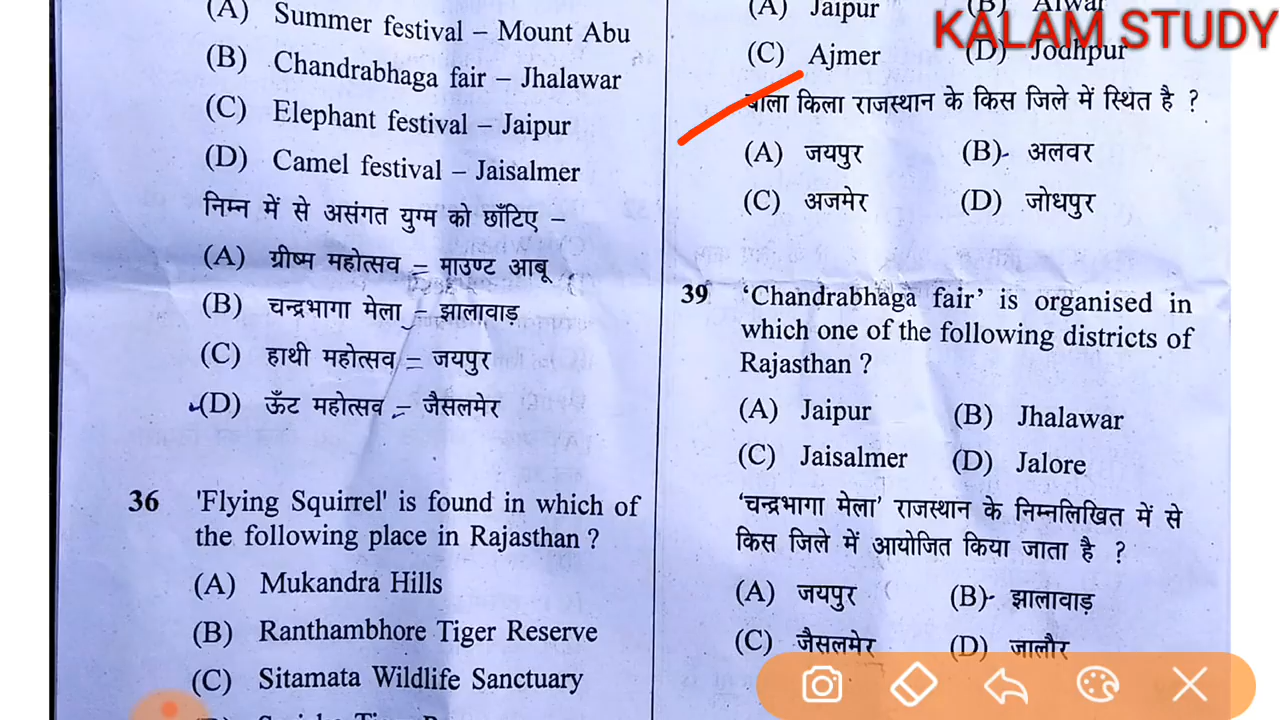 (A) Summer festival – Mount Abu
(B) Chandrabhaga fair – Jhalawar
(C) Elephant festival – Jaipur
(D) Camel festival – Jaisalmer
निम्न में से असंगत युग्म को छाँटिए –
(A) ग्रीष्म महोत्सव – माउण्ट आबू
(B) चन्द्रभागा मेला – झालावाड़
(C) हाथी महोत्सव – जयपुर
(D) ऊँट महोत्सव – जैसलमेर
36 'Flying Squirrel' is found in which of
the following place in Rajasthan ?
(A) Mukandra Hills
(B) Ranthambhore Tiger Reserve
(C) Sitamata Wildlife Sanctuary
(A) Jaipur (B) Alwar
(C) Ajmer (D) Jodhpur
बाला किला राजस्थान के किस जिले में स्थित है ?
(A) जयपुर (B) अलवर
(C) अजमेर (D) जोधपुर
39 ‘Chandrabhaga fair’ is organised in
which one of the following districts of
Rajasthan ?
(A) Jaipur (B) Jhalawar
(C) Jaisalmer (D) Jalore
‘चन्द्रभागा मेला’ राजस्थान के निम्नलिखित में से
किस जिले में आयोजित किया जाता है ?
(A) जयपुर (B) झालावाड़
(C) जैसलमेर (D) जालौर
KALAM STUDY